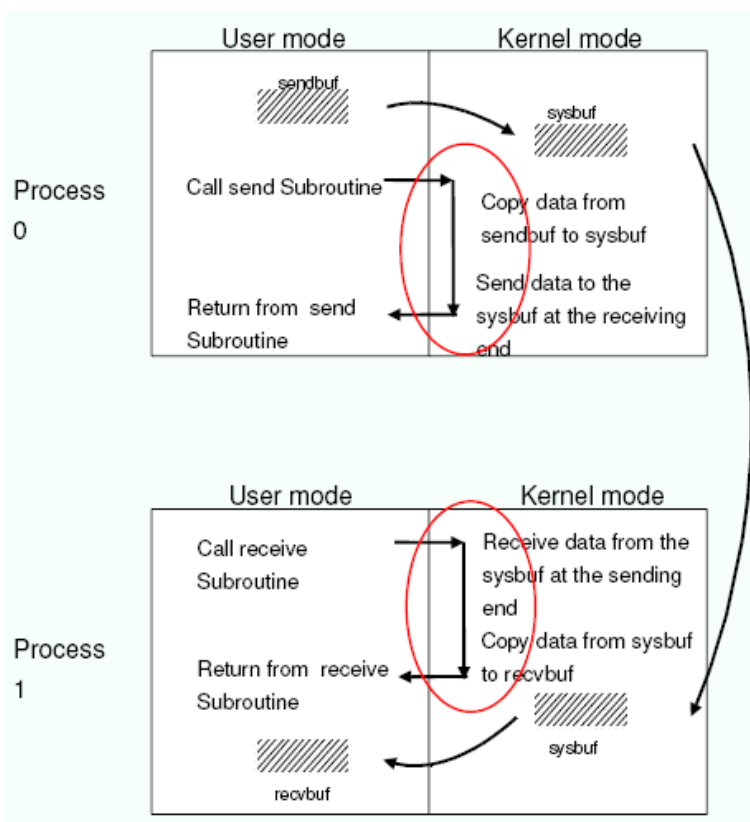 User mode
Kernel mode
sendbuf
sysbuf
Process
0
Call send Subroutine
Copy data from
sendbuf to sysbuf
Return from send
Subroutine
Send data to the
sysbuf at the receiving
end
User mode
Kernel mode
Process
1
Call receive
Subroutine
Receive data from the
sysbuf at the sending
end
Return from receive
Subroutine
Copy data from sysbuf
to recvbuf
sysbuf
recvbuf